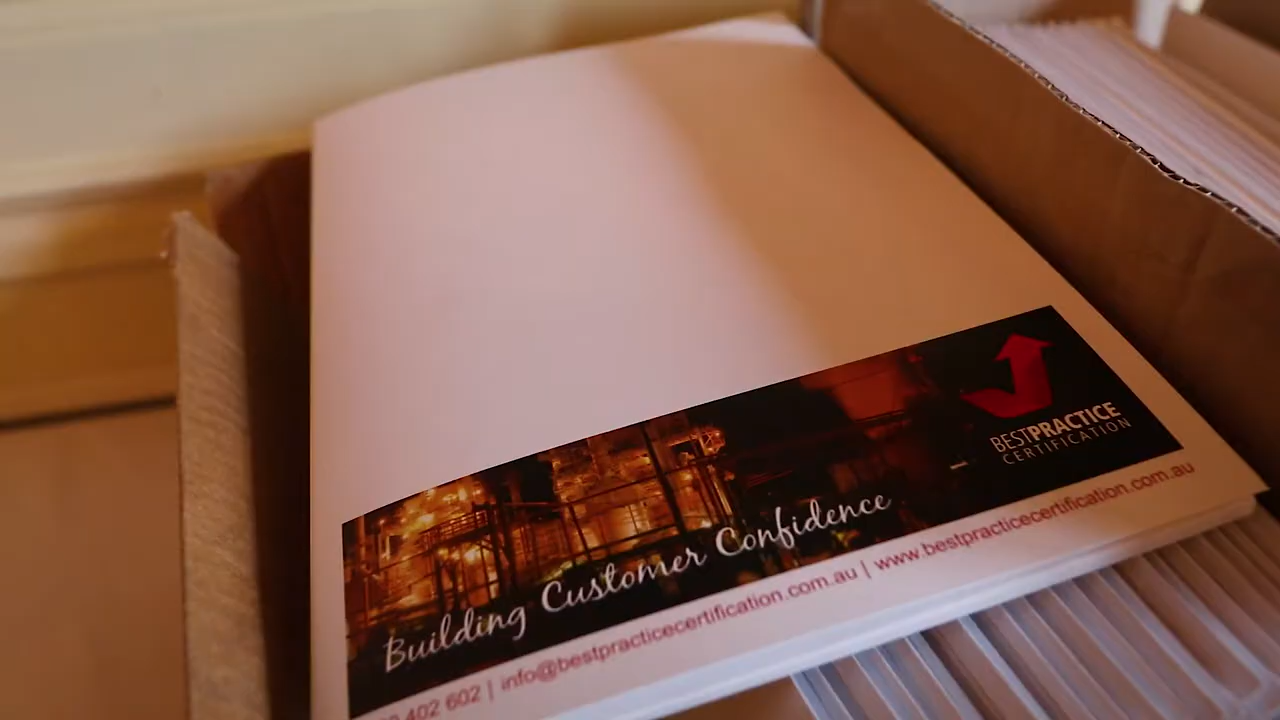 BESTPRACTICE
CERTIFICATION
Building Customer Confidence
402 602 | info@bestpracticecertification.com.au | www.bestpracticecertification.com.au